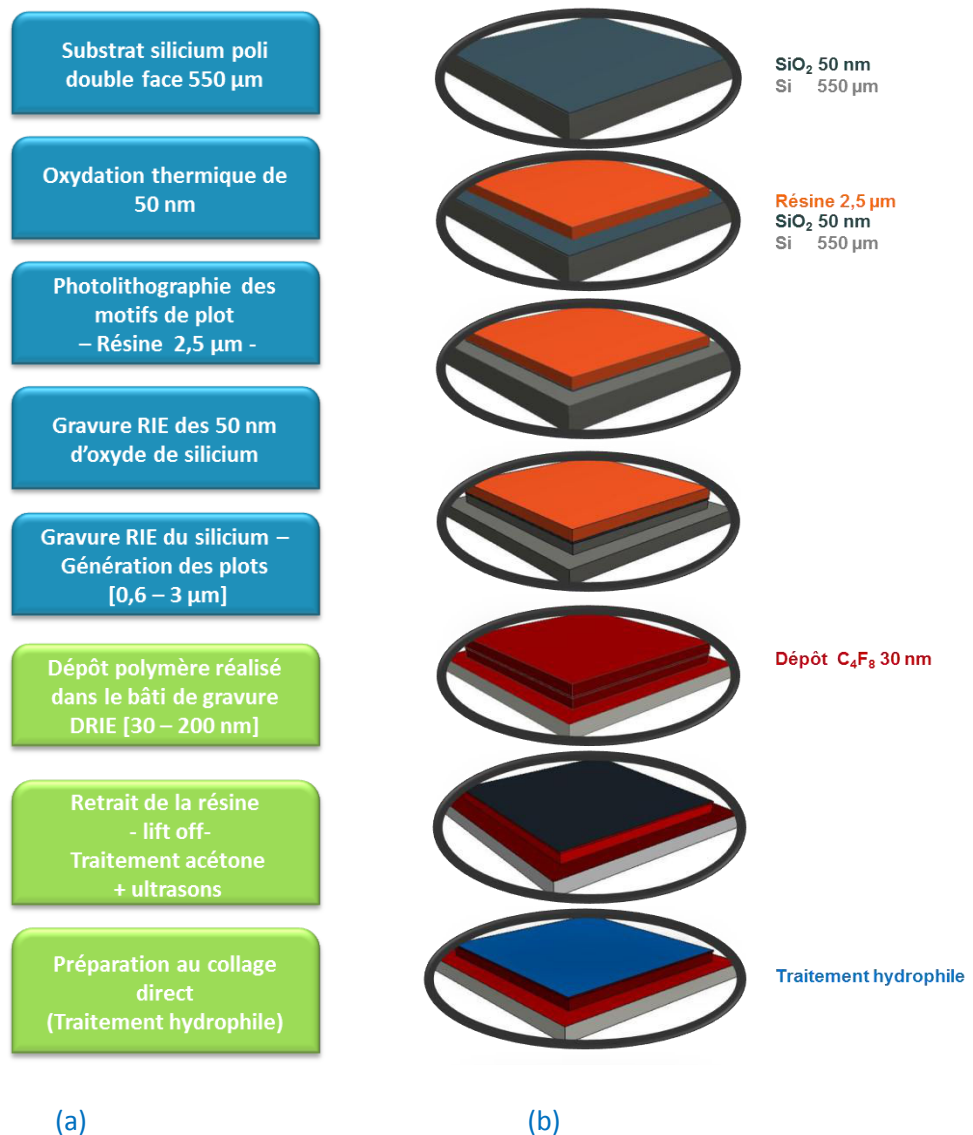 Substrat silicium poli
double face 550 µm
Oxydation thermique de
50 nm
Photolithographie des
motifs de plot
– Résine 2,5 µm -
Gravure RIE des 50 nm
d'oxyde de silicium
Gravure RIE du silicium –
Génération des plots
[0,6 – 3 µm]
Dépôt polymère réalisé
dans le bâti de gravure
DRIE [30 – 200 nm]
Retrait de la résine
- lift off-
Traitement acétone
+ ultrasons
Préparation au collage
direct
(Traitement hydrophile)
(a)
SiO₂ 50 nm
Si 550 µm
Résine 2,5 µm
SiO₂ 50 nm
Si 550 µm
Dépôt C₄F₈ 30 nm
Traitement hydrophile
(b)